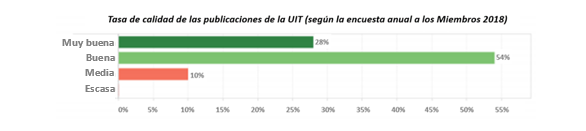 Tasa de calidad de las publicaciones de la UIT (según la encuesta anual a los Miembros 2018)
Muy buena 28%
Buena 54%
Media 10%
Escasa
0% 5% 10% 15% 20% 25% 30% 35% 40% 45% 50% 55%